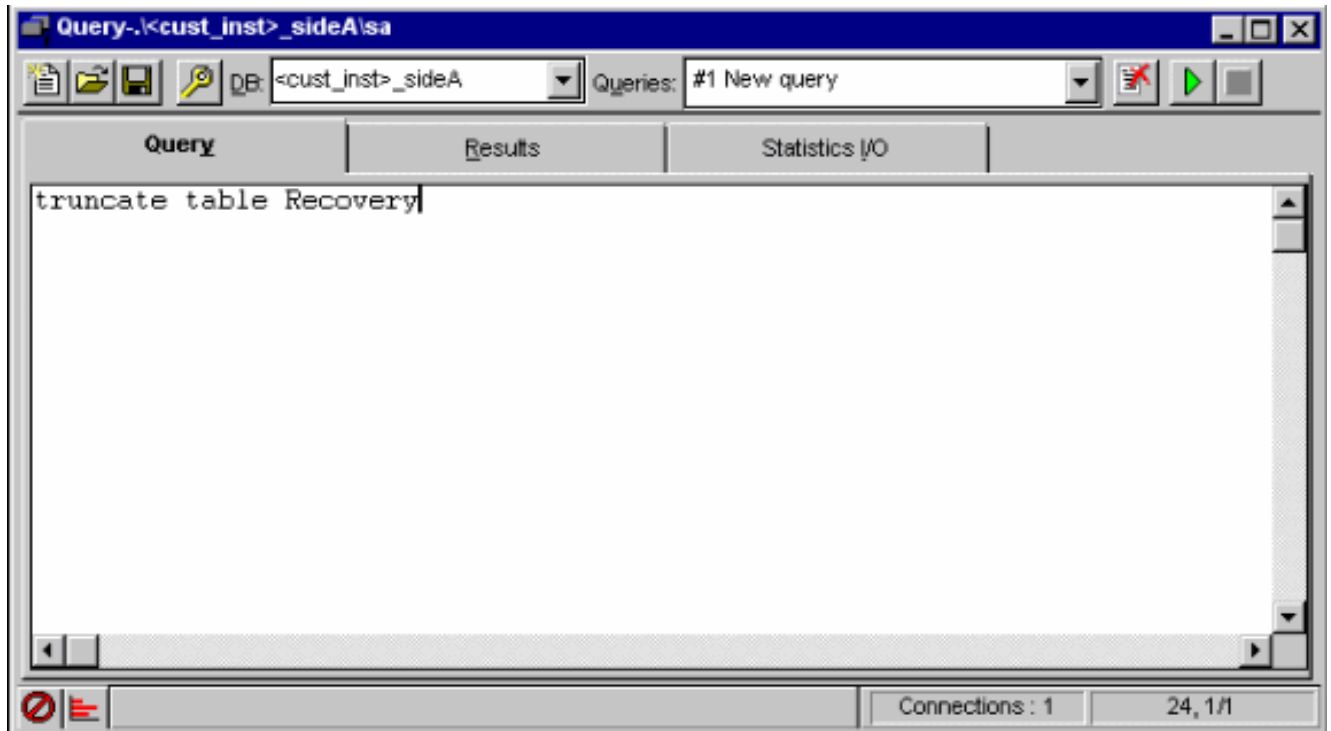 Query-.\<cust_inst>_sideA\sa
DB: <cust_inst>_sideA Queries: #1 New query
Query Results Statistics I/O
truncate table Recovery
Connections : 1 24, 1/1